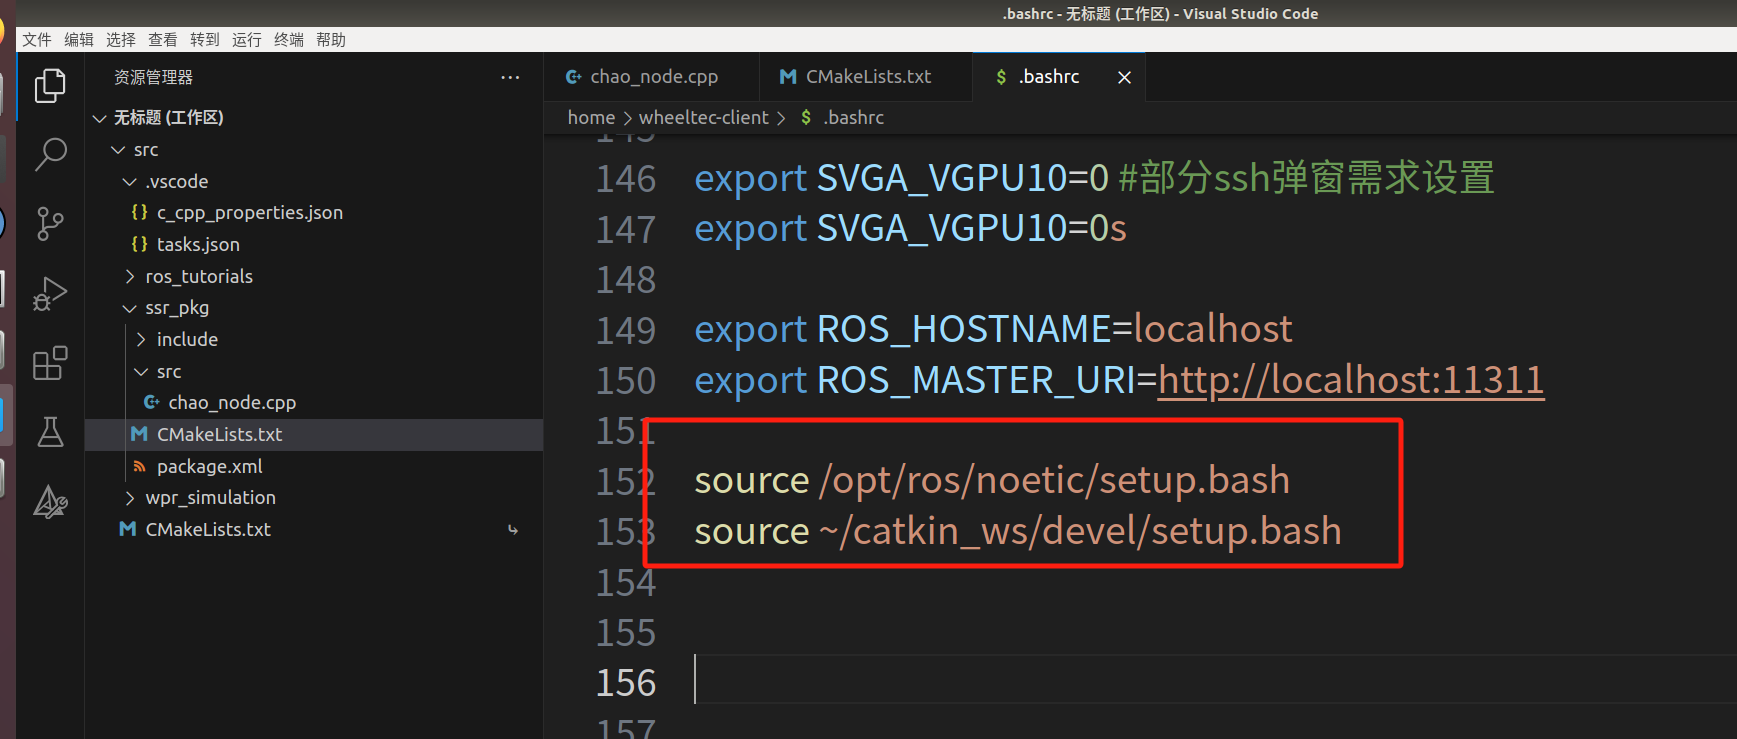 .bashrc - 无标题 (工作区) - Visual Studio Code
文件 编辑 选择 查看 转到 运行 终端 帮助
资源管理器 ···
无标题 (工作区)
src
.vscode
{} c_cpp_properties.json
{} tasks.json
ros_tutorials
ssr_pkg
include
src
chao_node.cpp
CMakeLists.txt
package.xml
wpr_simulation
CMakeLists.txt
chao_node.cpp CMakeLists.txt $ .bashrc
home > wheeltec-client > $ .bashrc
145
146 export SVGA_VGPU10=0 #部分ssh弹窗需求设置
147 export SVGA_VGPU10=0s
148
149 export ROS_HOSTNAME=localhost
150 export ROS_MASTER_URI=http://localhost:11311
151
152 source /opt/ros/noetic/setup.bash
153 source ~/catkin_ws/devel/setup.bash
154
155
156
157